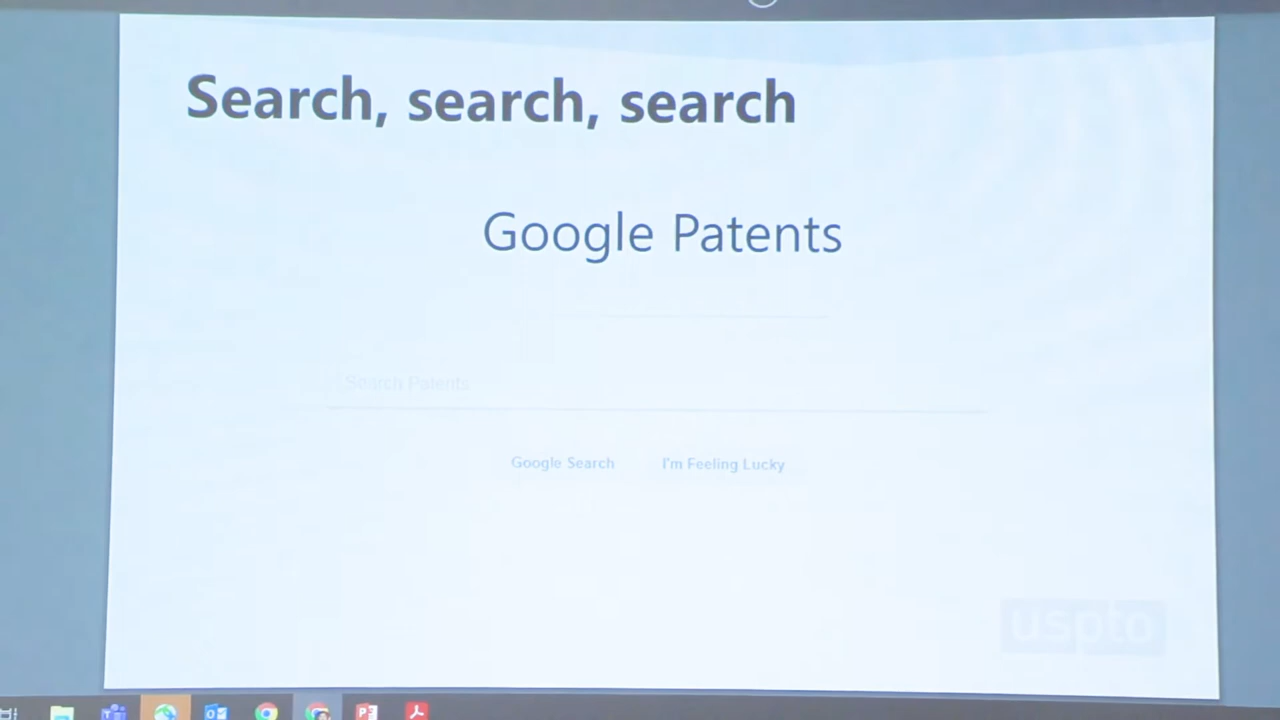 Search, search, search
Google Patents
Search Patents
Google Search I'm Feeling Lucky
uspto